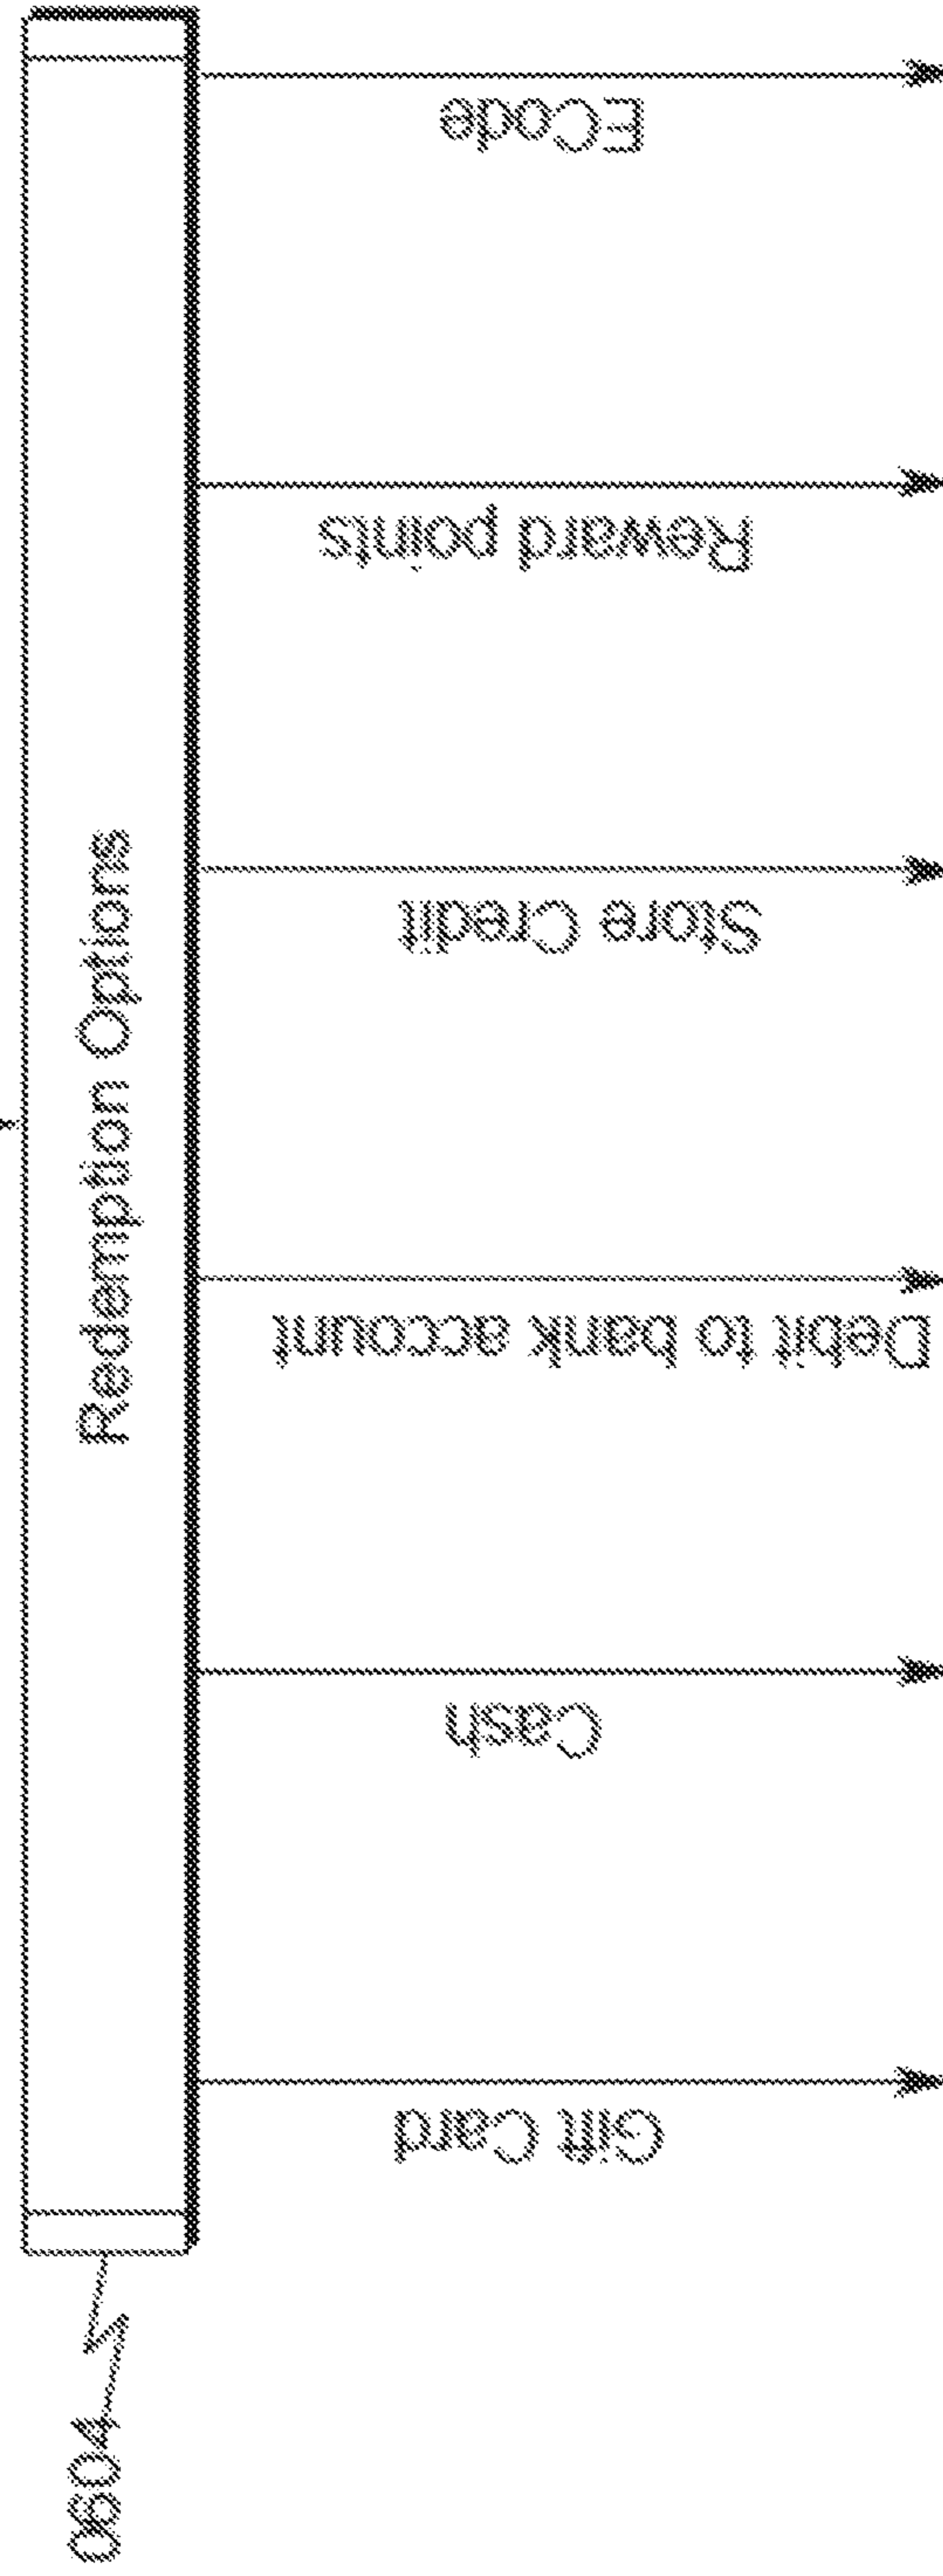 0604
Redemption Options
Gift Card
Cash
Debit to bank account
Store Credit
Reward points
ECode